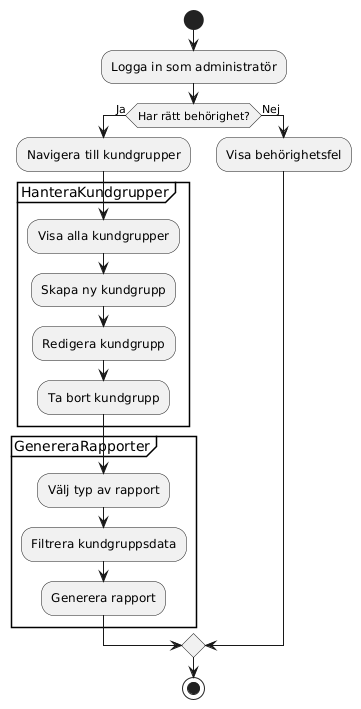 Logga in som administratör
Har rätt behörighet?
Ja
Nej
Navigera till kundgrupper
Visa behörighetsfel
HanteraKundgrupper
Visa alla kundgrupper
Skapa ny kundgrupp
Redigera kundgrupp
Ta bort kundgrupp
GenereraRapporter
Välj typ av rapport
Filtrera kundgruppsdata
Generera rapport